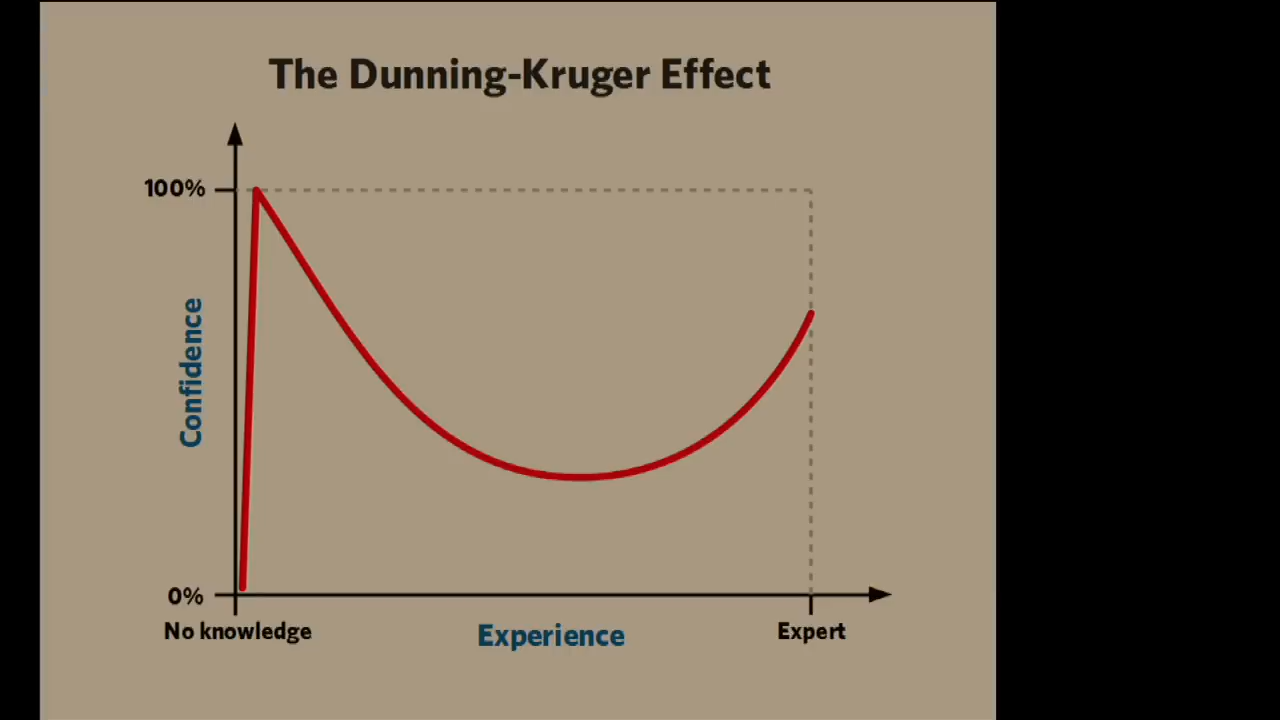 The Dunning-Kruger Effect
100%
Confidence
0%
No knowledge
Experience
Expert